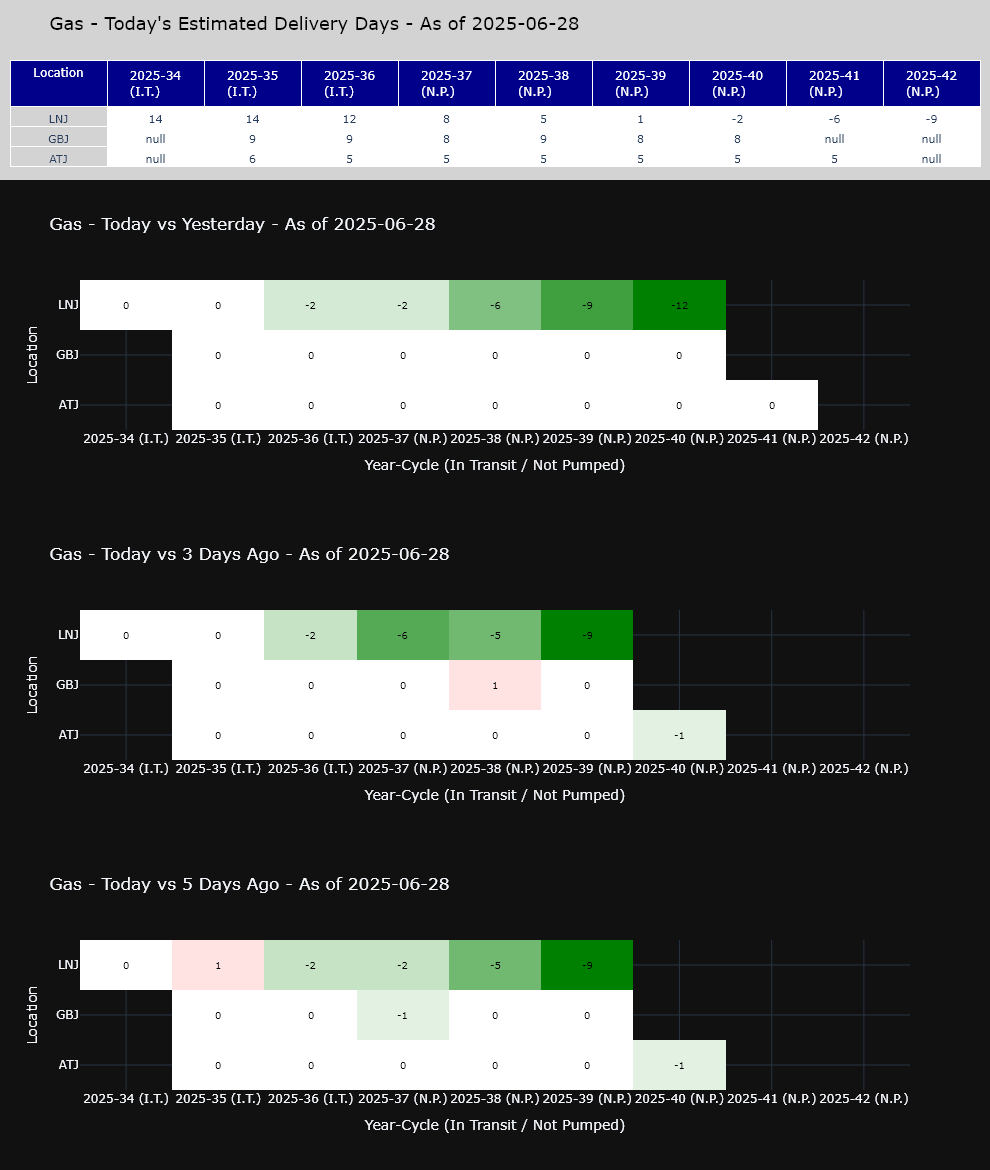 Gas - Today's Estimated Delivery Days - As of 2025-06-28
Location 2025-34 (I.T.) 2025-35 (I.T.) 2025-36 (I.T.) 2025-37 (N.P.) 2025-38 (N.P.) 2025-39 (N.P.) 2025-40 (N.P.) 2025-41 (N.P.) 2025-42 (N.P.)
LNJ 14 14 12 8 5 1 -2 -6 -9
GBJ null 9 9 8 9 8 8 null null
ATJ null 6 5 5 5 5 5 5 null
Gas - Today vs Yesterday - As of 2025-06-28
Location
LNJ 0 0 -2 -2 -6 -9 -12
GBJ 0 0 0 0 0 0
ATJ 0 0 0 0 0 0 0
2025-34 (I.T.) 2025-35 (I.T.) 2025-36 (I.T.) 2025-37 (N.P.) 2025-38 (N.P.) 2025-39 (N.P.) 2025-40 (N.P.) 2025-41 (N.P.) 2025-42 (N.P.)
Year-Cycle (In Transit / Not Pumped)
Gas - Today vs 3 Days Ago - As of 2025-06-28
Location
LNJ 0 0 -2 -6 -5 -9
GBJ 0 0 0 1 0
ATJ 0 0 0 0 0 -1
2025-34 (I.T.) 2025-35 (I.T.) 2025-36 (I.T.) 2025-37 (N.P.) 2025-38 (N.P.) 2025-39 (N.P.) 2025-40 (N.P.) 2025-41 (N.P.) 2025-42 (N.P.)
Year-Cycle (In Transit / Not Pumped)
Gas - Today vs 5 Days Ago - As of 2025-06-28
Location
LNJ 0 1 -2 -2 -5 -9
GBJ 0 0 -1 0 0
ATJ 0 0 0 0 0 -1
2025-34 (I.T.) 2025-35 (I.T.) 2025-36 (I.T.) 2025-37 (N.P.) 2025-38 (N.P.) 2025-39 (N.P.) 2025-40 (N.P.) 2025-41 (N.P.) 2025-42 (N.P.)
Year-Cycle (In Transit / Not Pumped)